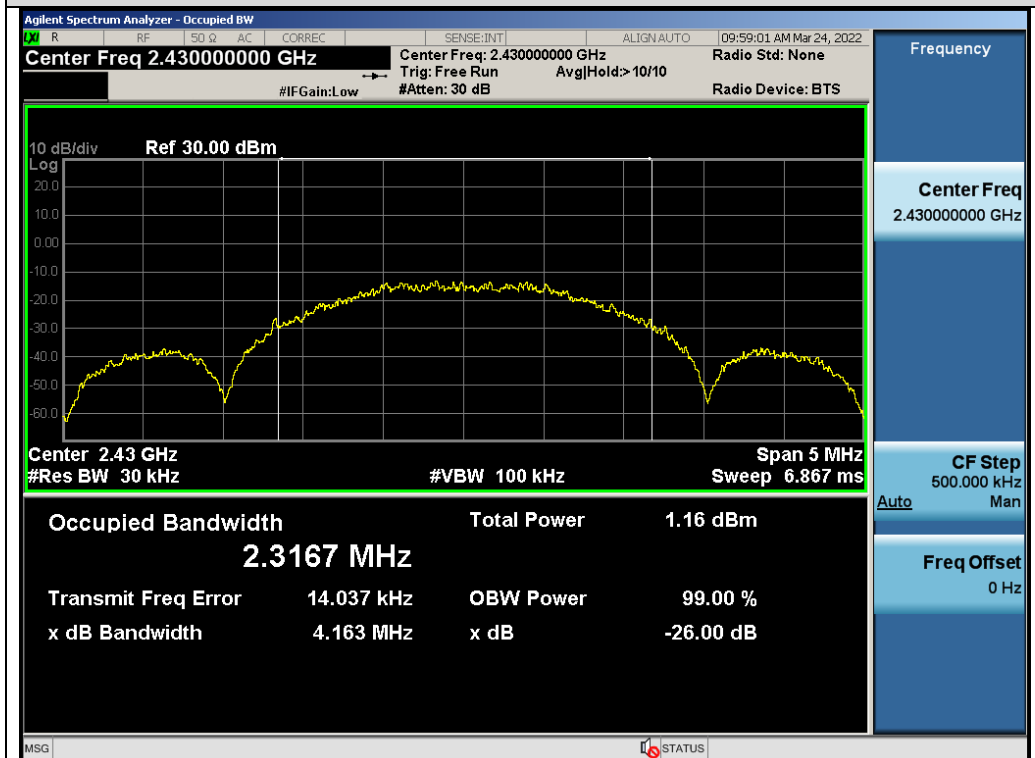 Agilent Spectrum Analyzer - Occupied BW
LXI R RF 50 Ω AC CORREC SENSE:INT ALIGN AUTO 09:59:01 AM Mar 24, 2022
Center Freq 2.430000000 GHz Center Freq: 2.430000000 GHz Radio Std: None
Trig: Free Run Avg|Hold:>10/10
#IFGain:Low #Atten: 30 dB Radio Device: BTS
Frequency
10 dB/div Ref 30.00 dBm
Log
20.0
10.0
0.00
-10.0
-20.0
-30.0
-40.0
-50.0
-60.0
Center 2.43 GHz Span 5 MHz
#Res BW 30 kHz #VBW 100 kHz Sweep 6.867 ms
Center Freq
2.430000000 GHz
CF Step
500.000 kHz
Auto Man
Freq Offset
0 Hz
Occupied Bandwidth Total Power 1.16 dBm
2.3167 MHz
Transmit Freq Error 14.037 kHz OBW Power 99.00 %
x dB Bandwidth 4.163 MHz x dB -26.00 dB
MSG STATUS